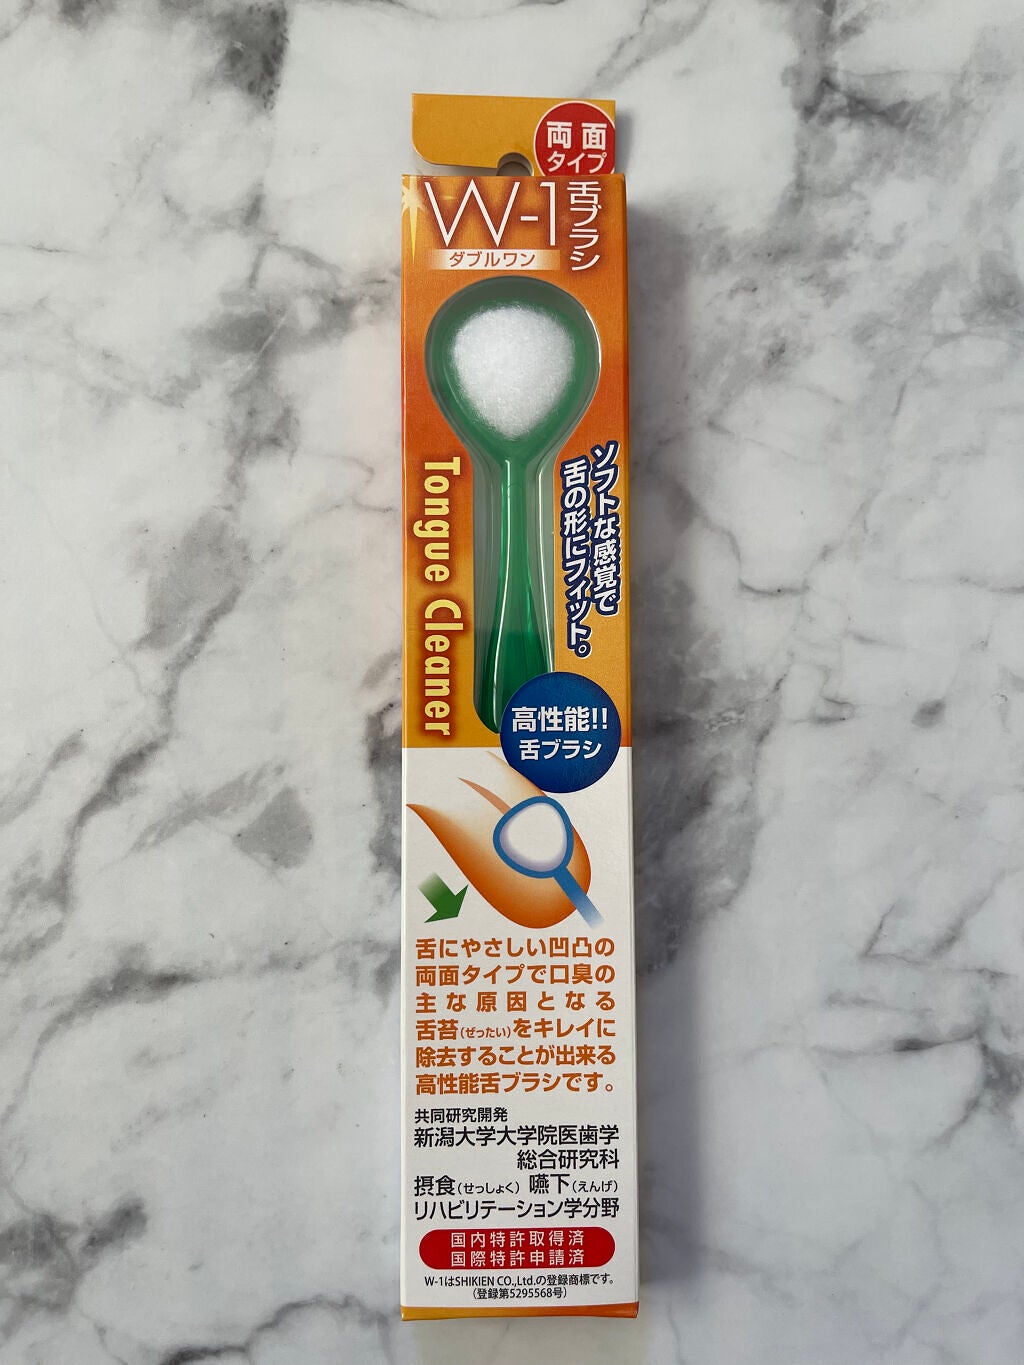 両面
タイプ
W-1
舌ブラシ
ダブルワン
Tongue Cleaner
ソフトな感覚で
舌の形にフィット。
高性能!!
舌ブラシ
舌にやさしい凹凸の
両面タイプで口臭の
主な原因となる
舌苔(ぜったい)をキレイに
除去することが出来る
高性能舌ブラシです。
共同研究開発
新潟大学大学院医歯学
総合研究科
摂食(せっしょく) 嚥下(えんげ)
リハビリテーション学分野
国内特許取得済
国際特許申請済
W-1はSHIKIEN CO.,Ltd.の登録商標です。
(登録第5295568号)